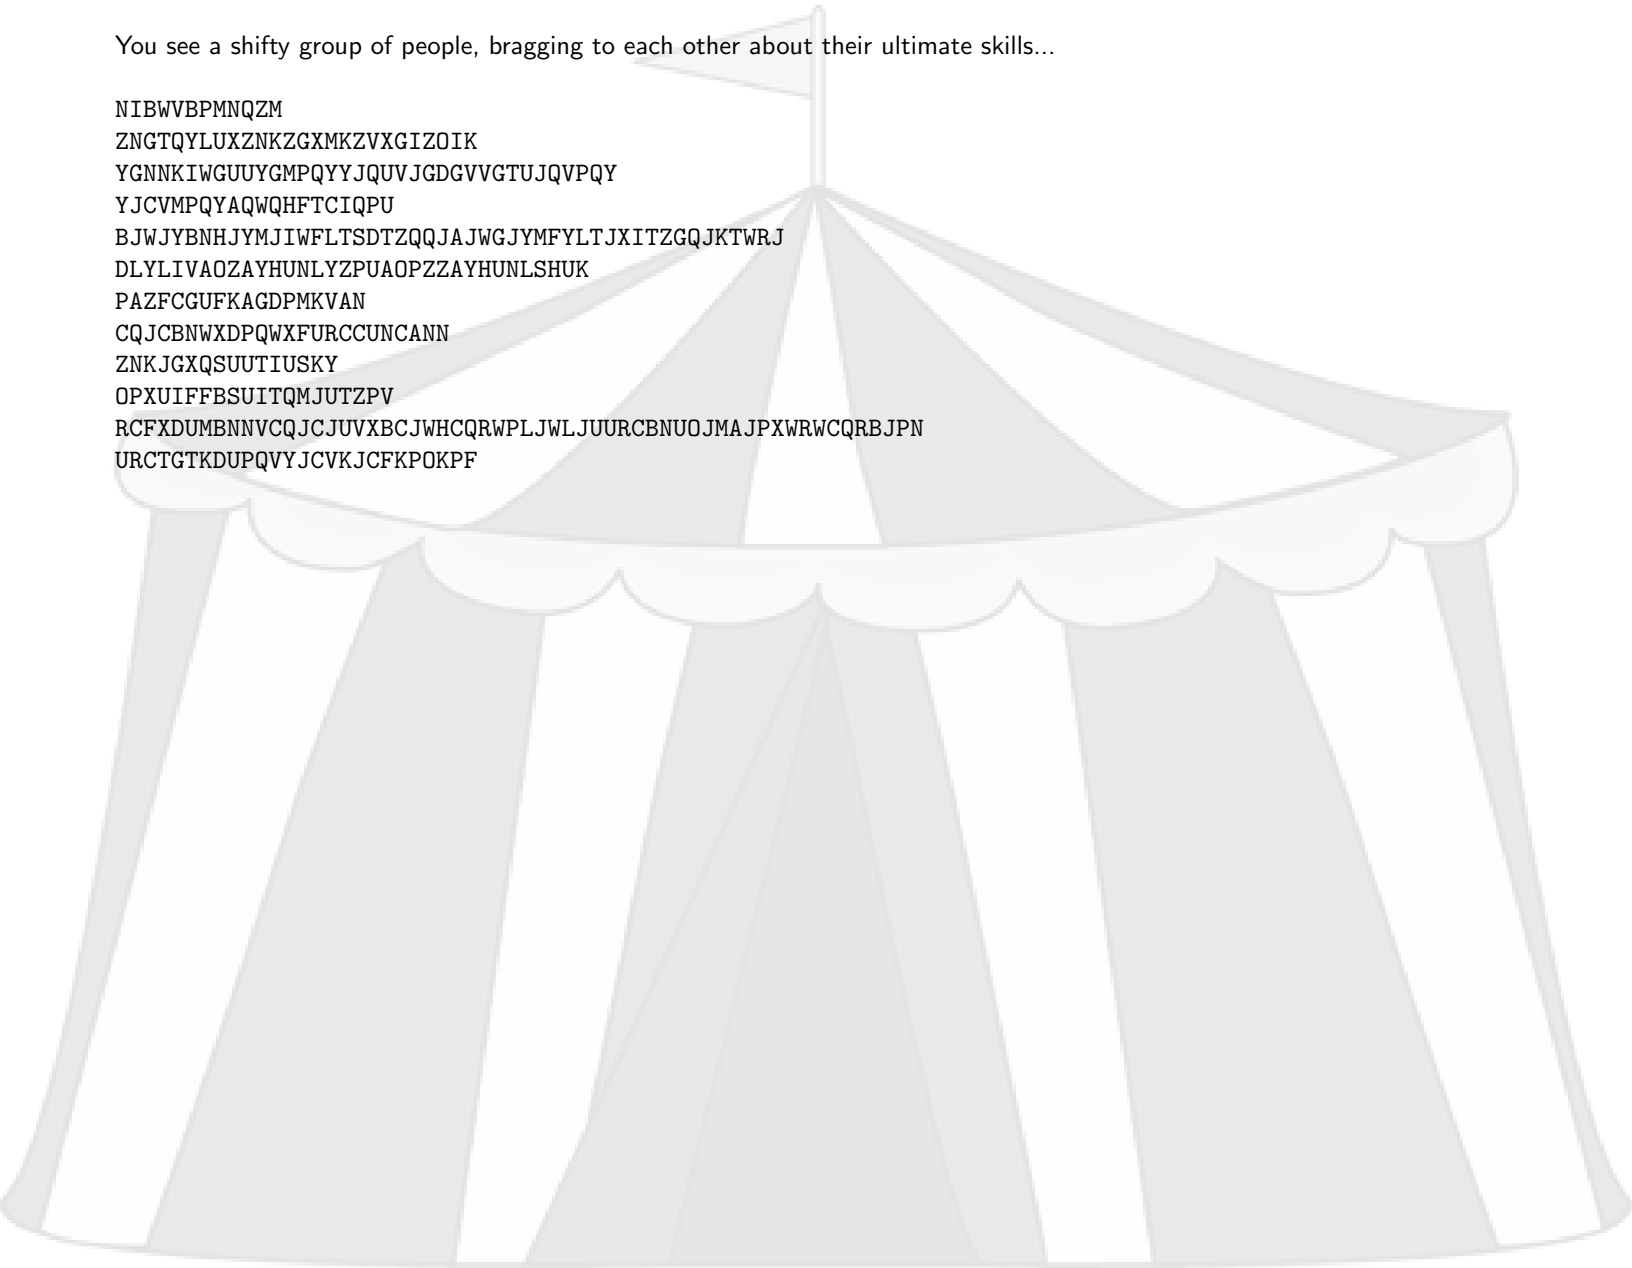 You see a shifty group of people, bragging to each other about their ultimate skills...
NIBWVBPMNQZM
ZNGTQYLUXZNKZGXMKZVXGIZOIK
YGNNKIWGUUYGMPQYYJQUVJGDGVVGTUJQVPQY
YJCVMPQYAQWQHFTCIQPU
BJWJYBNHJYMJIWFLTSDTZQQJAJWGJYMFYLTJXITZGQJKTWRJ
DLYLIVAOZAYHUNLYZPUAOPZZAYHUNLSHUK
PAZFCGUFKAGDPMKVAN
CQJCBNWXDPQWXFURCCUNCANN
ZNKJGXQSUUTIUSKY
OPXUIFFBSUITQMJUTZPV
RCFXDUMBNNVCQJCJUVXBCJWHCQRWPLJWLJUURCBNUOJMAJPXWRWCQRBJPN
URCTGTKDUPQVYJCVKJCFKPOKPF